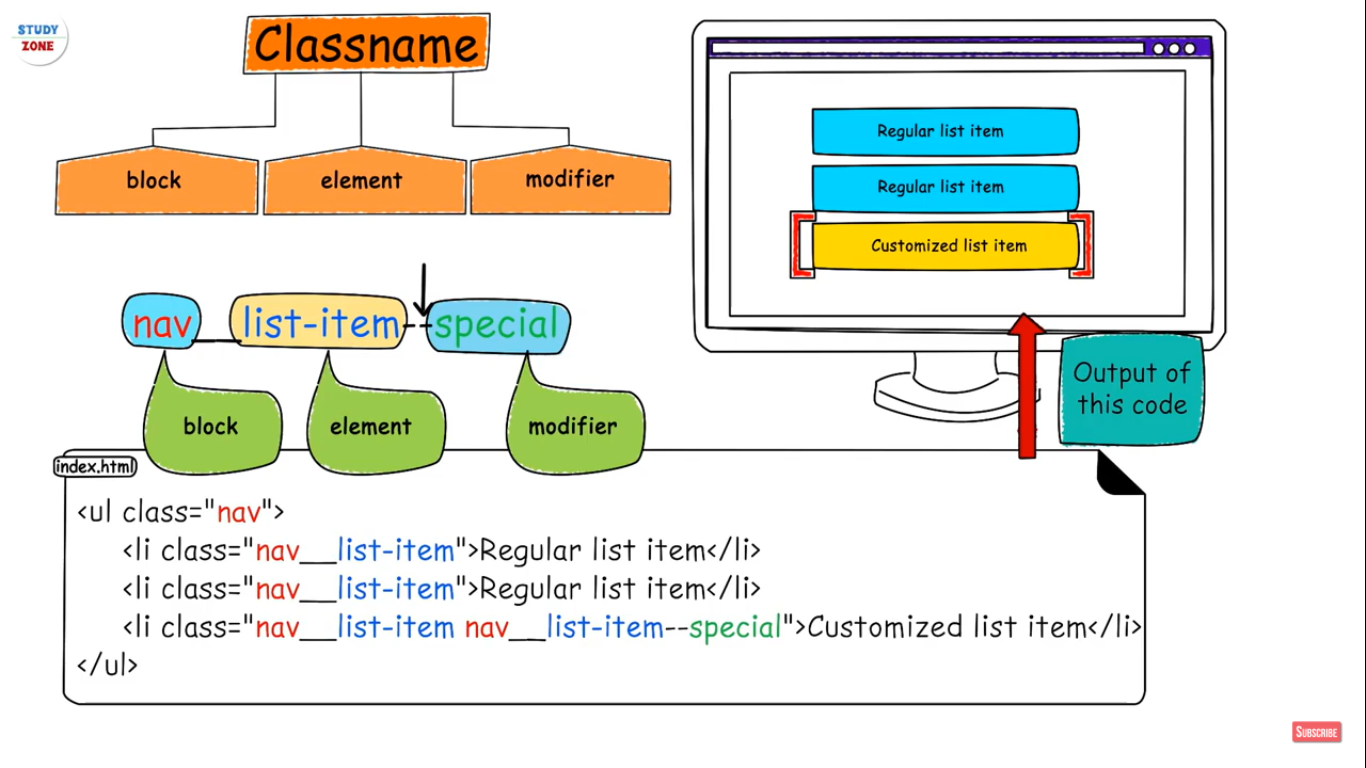 STUDY
ZONE
Classname
block
element
modifier
nav__list-item--special
block
element
modifier
Regular list item
Regular list item
Customized list item
Output of
this code
index.html
<ul class="nav">
<li class="nav__list-item">Regular list item</li>
<li class="nav__list-item">Regular list item</li>
<li class="nav__list-item nav__list-item--special">Customized list item</li>
</ul>
SUBSCRIBE